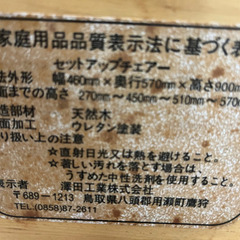 家庭用品品質表示法に基づく表
セットアップチェアー
法外形 幅460mm×奥行570mm×高さ900m
面までの高さ 270mm〜450mm〜510mm〜570
造部材 天然木
面加工 ウレタン塗装
り扱い上の注意
☆直射日光又は熱を避けること。
☆著しい汚れを落とす場合は
うすめた中性洗剤を使用すること。
表示者 澤田工業株式会社
〒689-1213 鳥取県八頭郡用瀬町鷹狩
TEL(0858)87-2611